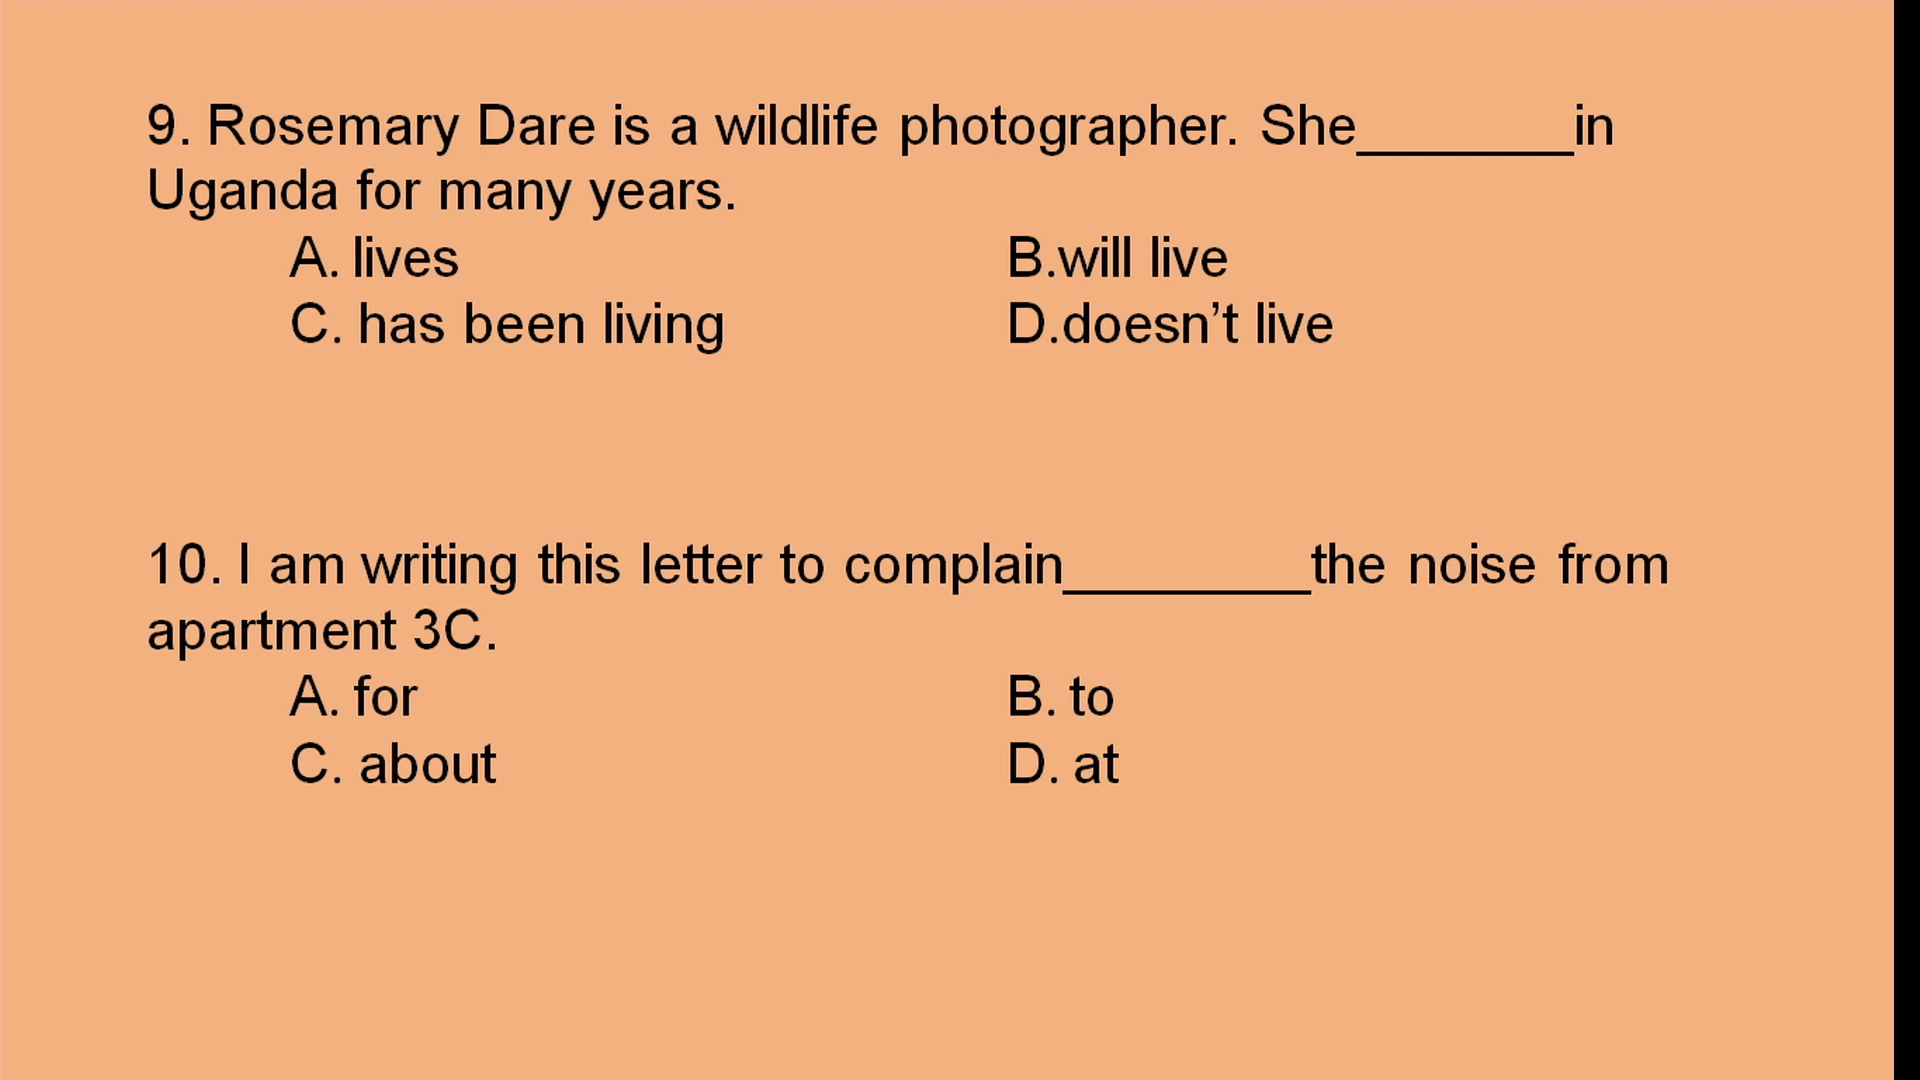 9. Rosemary Dare is a wildlife photographer. She________in
Uganda for many years.
A. lives B.will live
C. has been living D.doesn’t live
10. I am writing this letter to complain_________the noise from
apartment 3C.
A. for B. to
C. about D. at